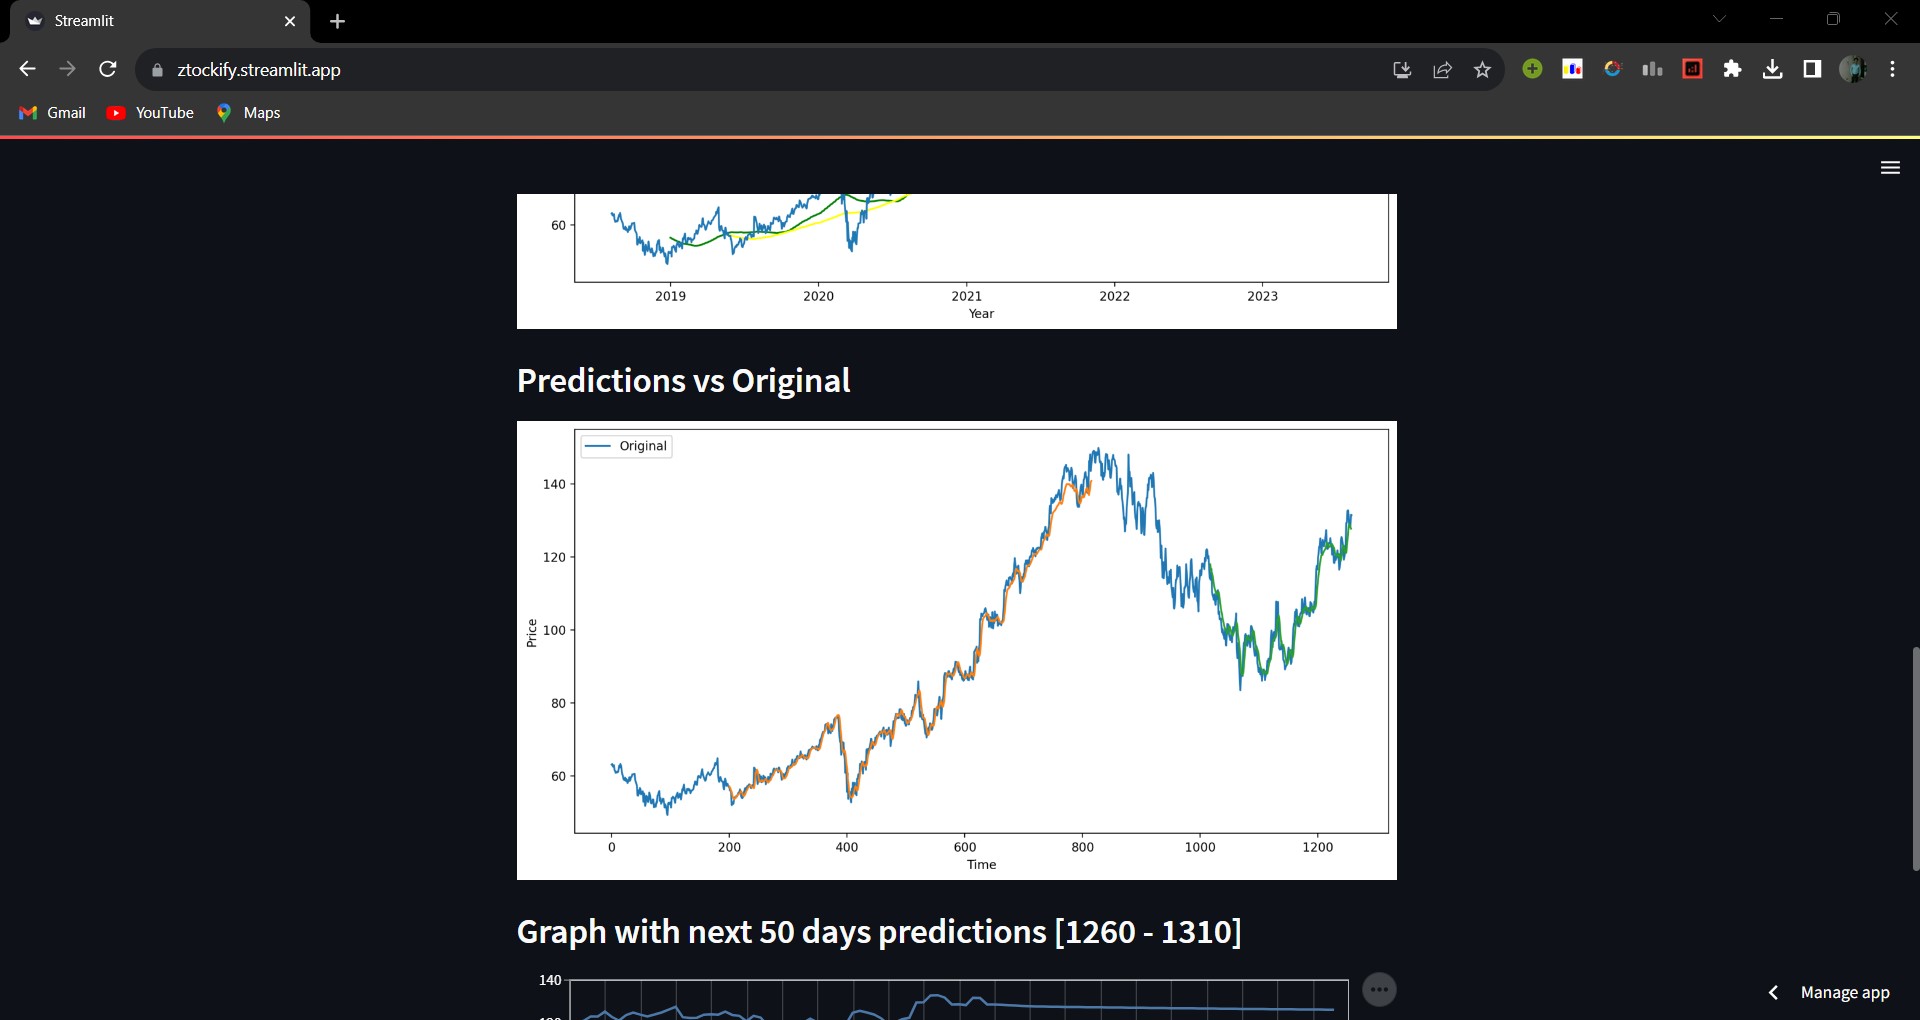 Streamlit
ztockify.streamlit.app
Gmail YouTube Maps
60
2019 2020 2021 2022 2023
Year
Predictions vs Original
Original
140
120
100
80
60
Price
0 200 400 600 800 1000 1200
Time
Graph with next 50 days predictions [1260 - 1310]
140
Manage app